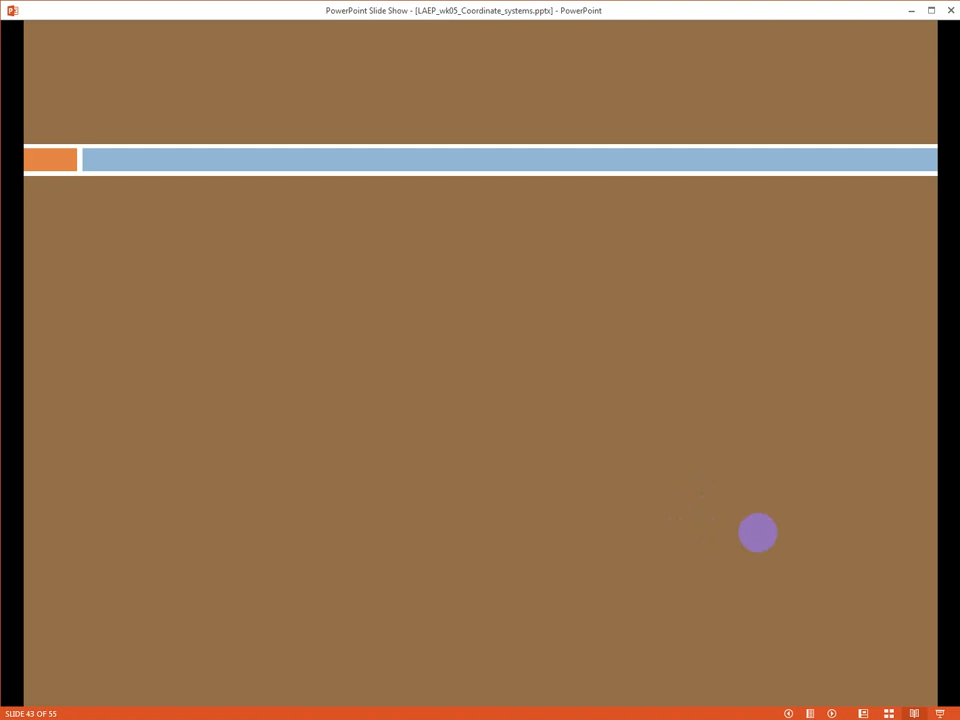 PowerPoint Slide Show - [LAEP_wk05_Coordinate_systems.pptx] - PowerPoint
SLIDE 43 OF 55